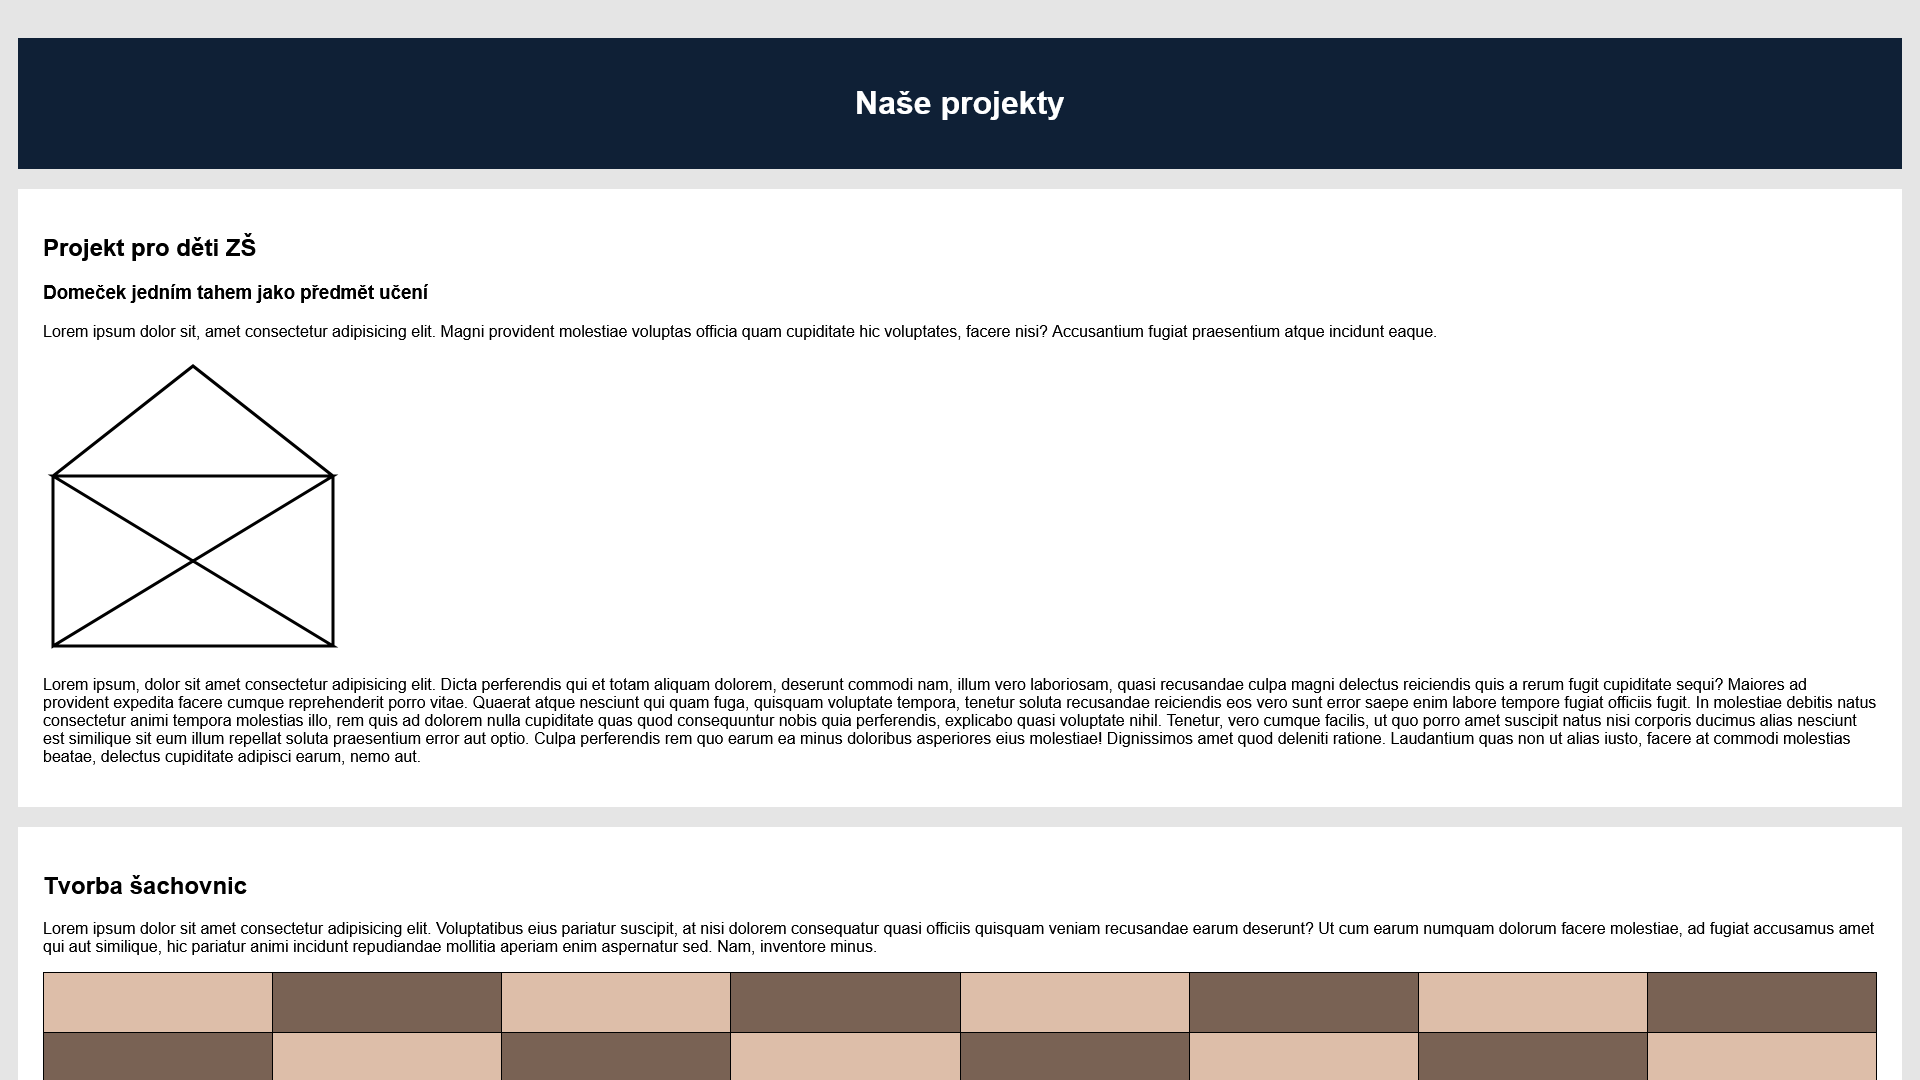 Naše projekty
Projekt pro děti ZŠ
Domeček jedním tahem jako předmět učení
Lorem ipsum dolor sit, amet consectetur adipisicing elit. Magni provident molestiae voluptas officia quam cupiditate hic voluptates, facere nisi? Accusantium fugiat praesentium atque incidunt eaque.
Lorem ipsum, dolor sit amet consectetur adipisicing elit. Dicta perferendis qui et totam aliquam dolorem, deserunt commodi nam, illum vero laboriosam, quasi recusandae culpa magni delectus reiciendis quis a rerum fugit cupiditate sequi? Maiores ad
provident expedita facere cumque reprehenderit porro vitae. Quaerat atque nesciunt qui quam fuga, quisquam voluptate tempora, tenetur soluta recusandae reiciendis eos vero sunt error saepe enim labore tempore fugiat officiis fugit. In molestiae debitis natus
consectetur animi tempora molestias illo, rem quis ad dolorem nulla cupiditate quas quod consequuntur nobis quia perferendis, explicabo quasi voluptate nihil. Tenetur, vero cumque facilis, ut quo porro amet suscipit natus nisi corporis ducimus alias nesciunt
est similique sit eum illum repellat soluta praesentium error aut optio. Culpa perferendis rem quo earum ea minus doloribus asperiores eius molestiae! Dignissimos amet quod deleniti ratione. Laudantium quas non ut alias iusto, facere at commodi molestias
beatae, delectus cupiditate adipisci earum, nemo aut.
Tvorba šachovnic
Lorem ipsum dolor sit amet consectetur adipisicing elit. Voluptatibus eius pariatur suscipit, at nisi dolorem consequatur quasi officiis quisquam veniam recusandae earum deserunt? Ut cum earum numquam dolorum facere molestiae, ad fugiat accusamus amet
qui aut similique, hic pariatur animi incidunt repudiandae mollitia aperiam enim aspernatur sed. Nam, inventore minus.